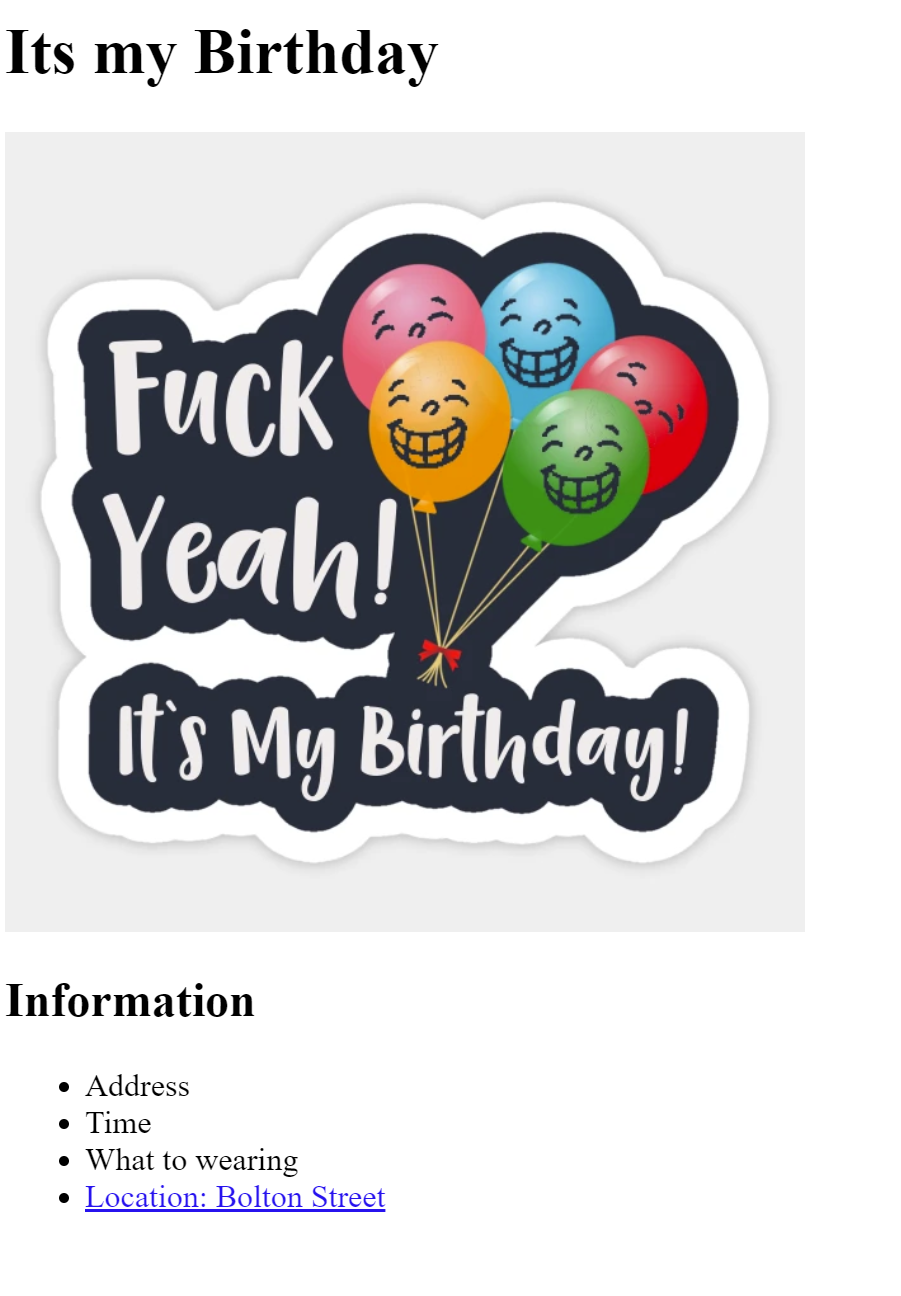 Its my Birthday
Fuck
Yeah!
It`s My Birthday!
Information
Address
Time
What to wearing
Location: Bolton Street